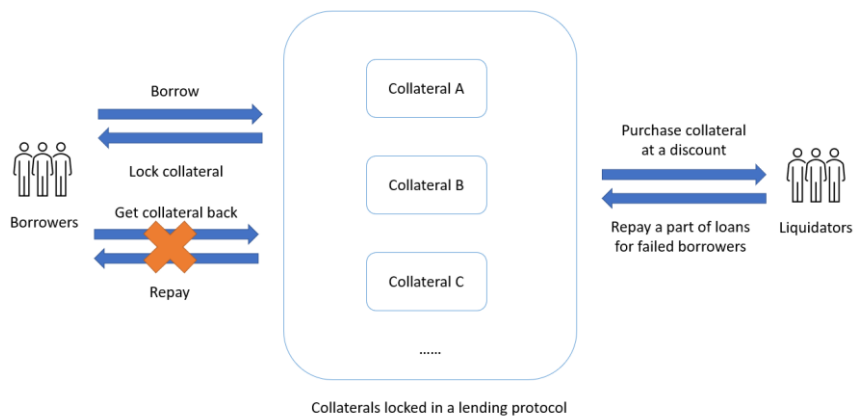 Borrow
Lock collateral
Borrowers
Get collateral back
Repay
Collateral A
Collateral B
Collateral C
......
Collaterals locked in a lending protocol
Purchase collateral
at a discount
Repay a part of loans
for failed borrowers
Liquidators